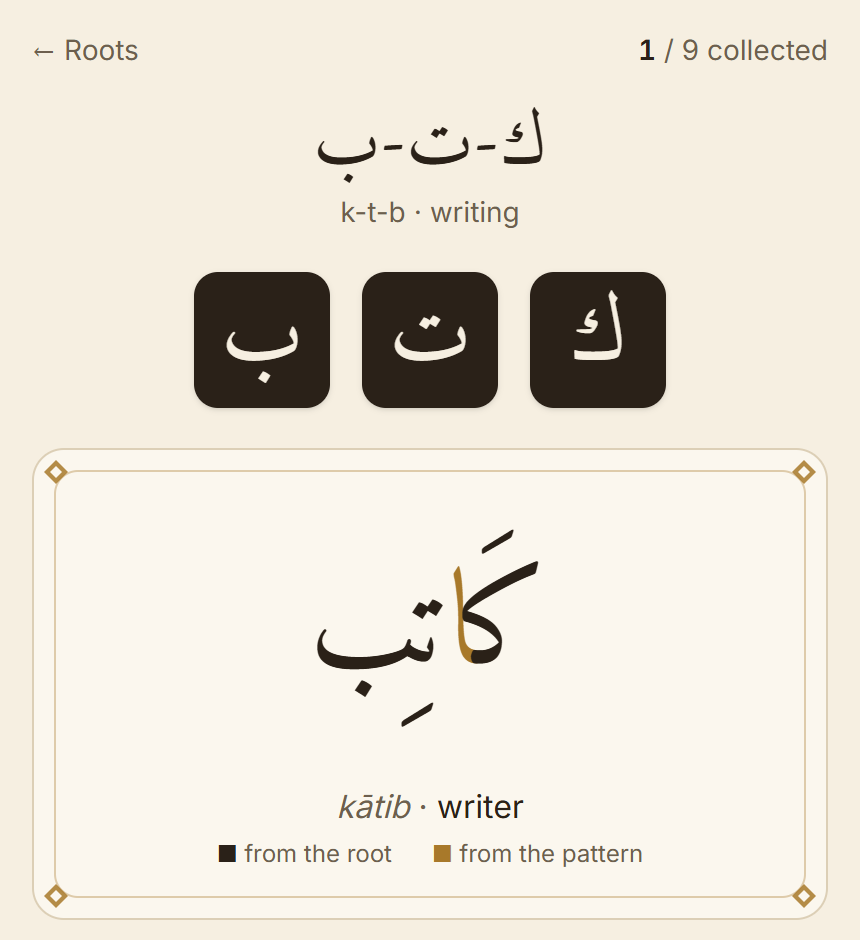 ← Roots 1 / 9 collected
ك-ت-ب
k-t-b · writing
ك ت ب
كَاتِب
kātib · writer
from the root from the pattern